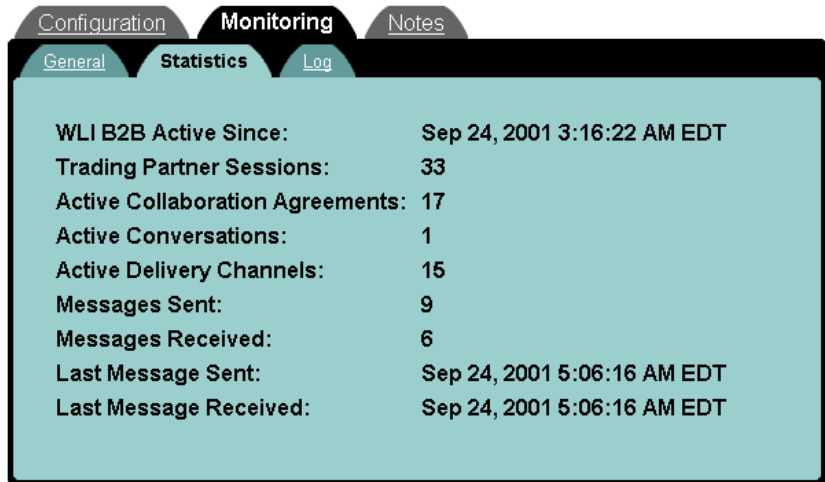 Configuration Monitoring Notes
General Statistics Log
WLI B2B Active Since: Sep 24, 2001 3:16:22 AM EDT
Trading Partner Sessions: 33
Active Collaboration Agreements: 17
Active Conversations: 1
Active Delivery Channels: 15
Messages Sent: 9
Messages Received: 6
Last Message Sent: Sep 24, 2001 5:06:16 AM EDT
Last Message Received: Sep 24, 2001 5:06:16 AM EDT